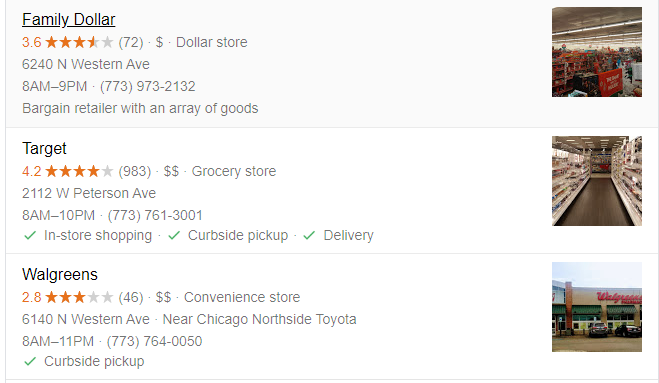 Family Dollar
3.6 (72) · $ · Dollar store
6240 N Western Ave
8AM–9PM · (773) 973-2132
Bargain retailer with an array of goods
Target
4.2 (983) · $$ · Grocery store
2112 W Peterson Ave
8AM–10PM · (773) 761-3001
In-store shopping · Curbside pickup · Delivery
Walgreens
2.8 (46) · $$ · Convenience store
6140 N Western Ave · Near Chicago Northside Toyota
8AM–11PM · (773) 764-0050
Curbside pickup
Walgreens